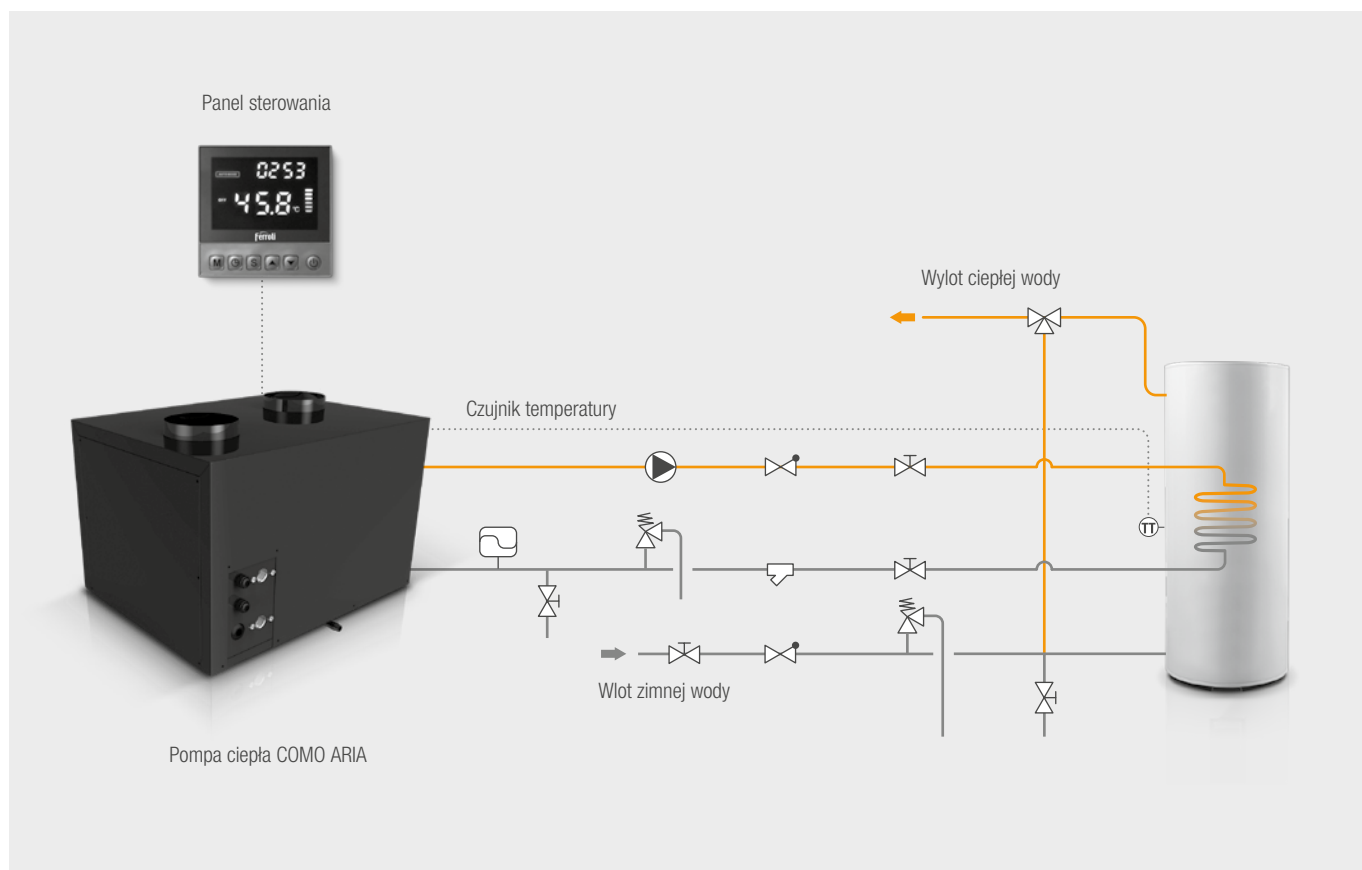 Panel sterowania
0253
45.8 °C
Ferroli
M S
Wylot ciepłej wody
Czujnik temperatury
TT
Wlot zimnej wody
Pompa ciepła COMO ARIA